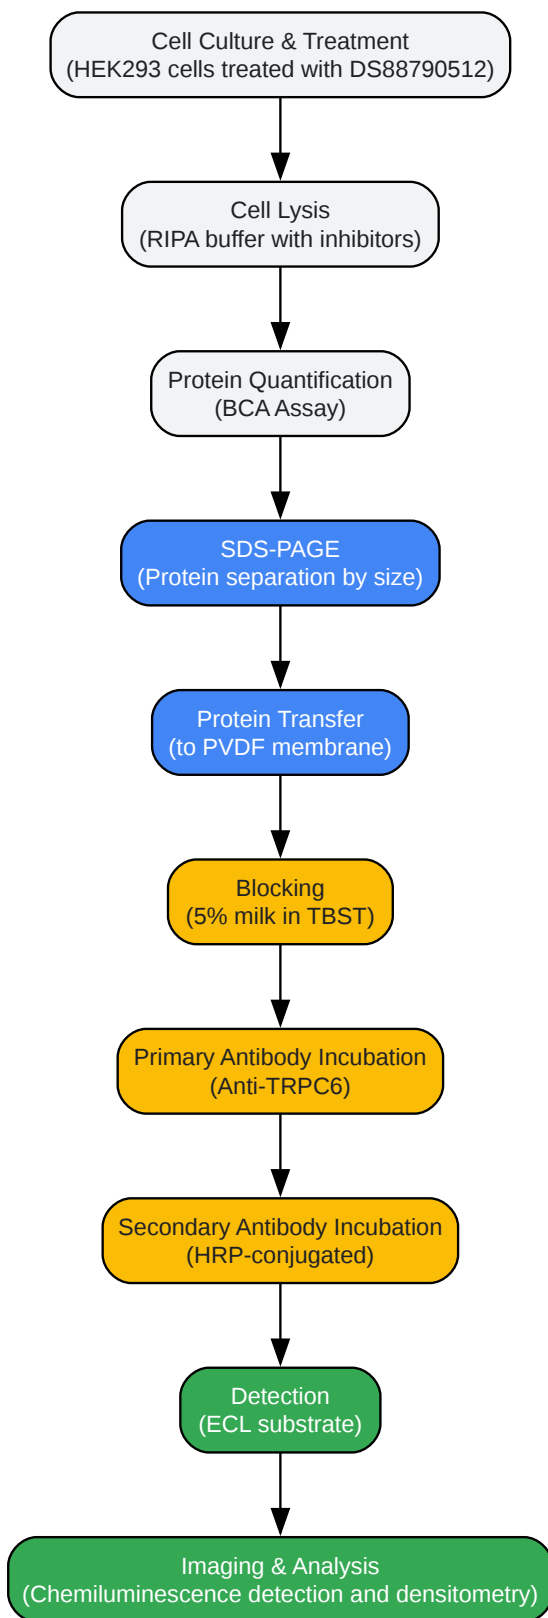 Cell Culture & Treatment
(HEK293 cells treated with DS88790512)
Cell Lysis
(RIPA buffer with inhibitors)
Protein Quantification
(BCA Assay)
SDS-PAGE
(Protein separation by size)
Protein Transfer
(to PVDF membrane)
Blocking
(5% milk in TBST)
Primary Antibody Incubation
(Anti-TRPC6)
Secondary Antibody Incubation
(HRP-conjugated)
Detection
(ECL substrate)
Imaging & Analysis
(Chemiluminescence detection and densitometry)